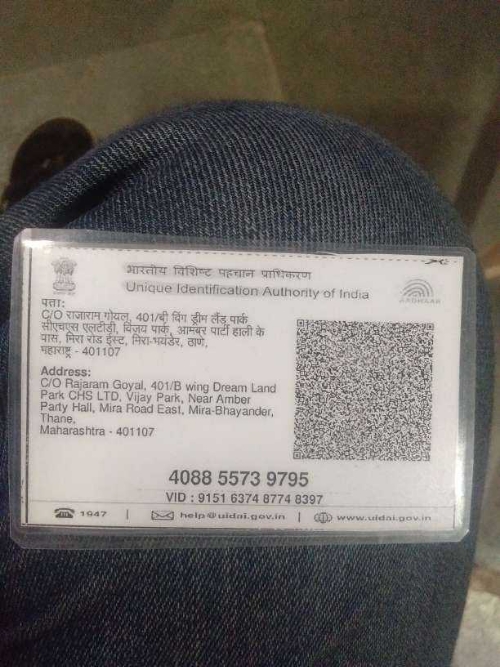 भारतीय विशिष्ट पहचान प्राधिकरण
Unique Identification Authority of India
AADHAAR
पता:
C/O राजाराम गोयल, 401/बी विंग ड्रीम लैंड पार्क
सीएचएस एलटीडी, विजय पार्क, आमबर पार्टी हाली के
पास, मिरा रोड ईस्ट, मिरा-भयंडेर, ठाणे,
महाराष्ट्र - 401107
Address:
C/O Rajaram Goyal, 401/B wing Dream Land
Park CHS LTD, Vijay Park, Near Amber
Party Hall, Mira Road East, Mira-Bhayander,
Thane,
Maharashtra - 401107
4088 5573 9795
VID : 9151 6374 8774 8397
1947 | help@uidai.gov.in | www.uidai.gov.in